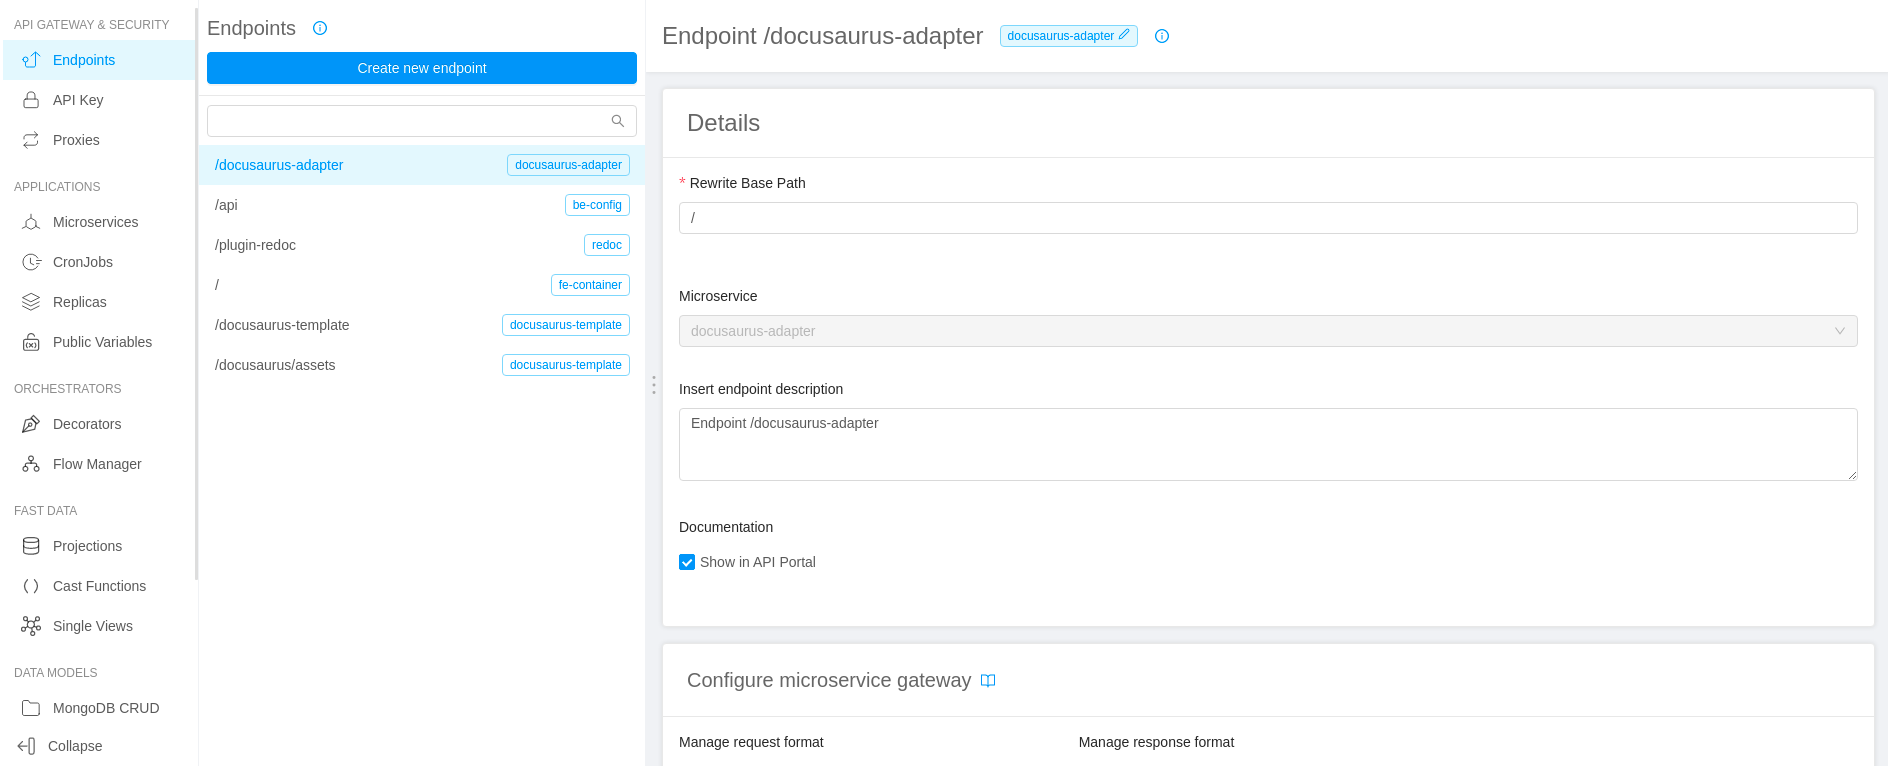 API GATEWAY & SECURITY
Endpoints
API Key
Proxies
APPLICATIONS
Microservices
CronJobs
Replicas
Public Variables
ORCHESTRATORS
Decorators
Flow Manager
FAST DATA
Projections
Cast Functions
Single Views
DATA MODELS
MongoDB CRUD
Collapse
Endpoints
Create new endpoint
/docusaurus-adapter docusaurus-adapter
/api be-config
/plugin-redoc redoc
/ fe-container
/docusaurus-template docusaurus-template
/docusaurus/assets docusaurus-template
Endpoint /docusaurus-adapter docusaurus-adapter
Details
* Rewrite Base Path
/
Microservice
docusaurus-adapter
Insert endpoint description
Endpoint /docusaurus-adapter
Documentation
Show in API Portal
Configure microservice gateway
Manage request format Manage response format